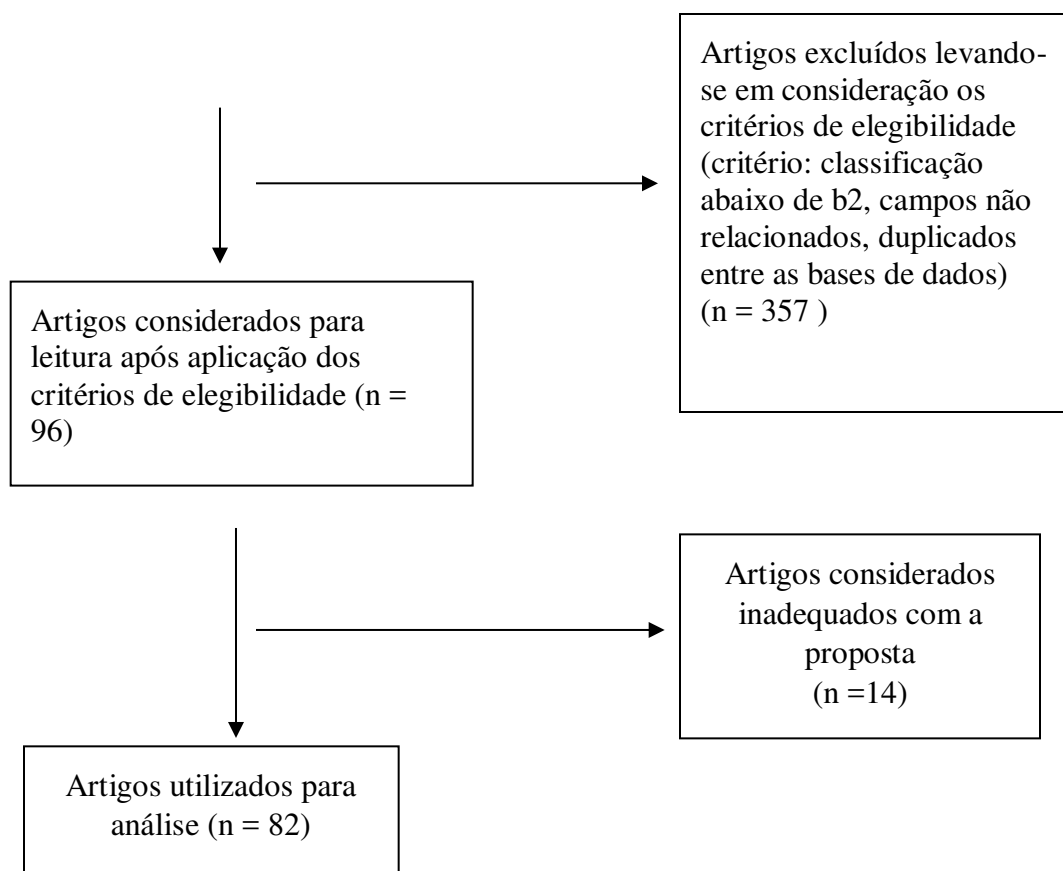 Artigos excluídos levando-
se em consideração os
critérios de elegibilidade
(critério: classificação
abaixo de b2, campos não
relacionados, duplicados
entre as bases de dados)
(n = 357 )
Artigos considerados para
leitura após aplicação dos
critérios de elegibilidade (n =
96)
Artigos considerados
inadequados com a
proposta
(n =14)
Artigos utilizados para
análise (n = 82)